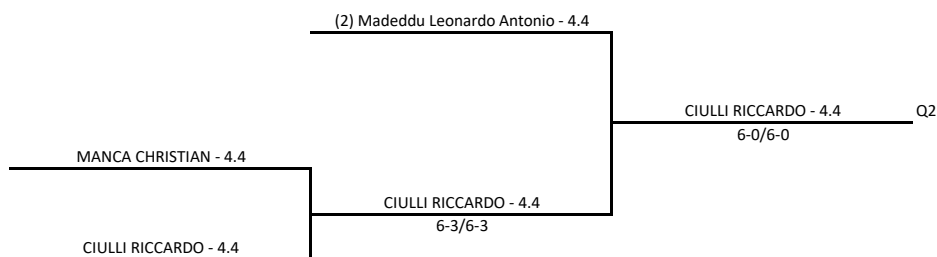 (2) Madeddu Leonardo Antonio - 4.4
CIULLI RICCARDO - 4.4
Q2
6-0/6-0
MANCA CHRISTIAN - 4.4
CIULLI RICCARDO - 4.4
6-3/6-3
CIULLI RICCARDO - 4.4